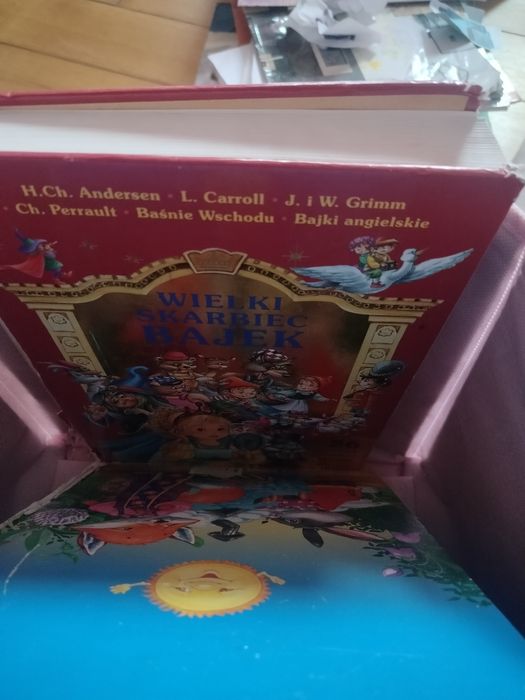 H.Ch. Andersen · L. Carroll · J. i W. Grimm
· Ch. Perrault · Baśnie Wschodu · Bajki angielskie
WIELKI
SKARBIEC
BAJEK